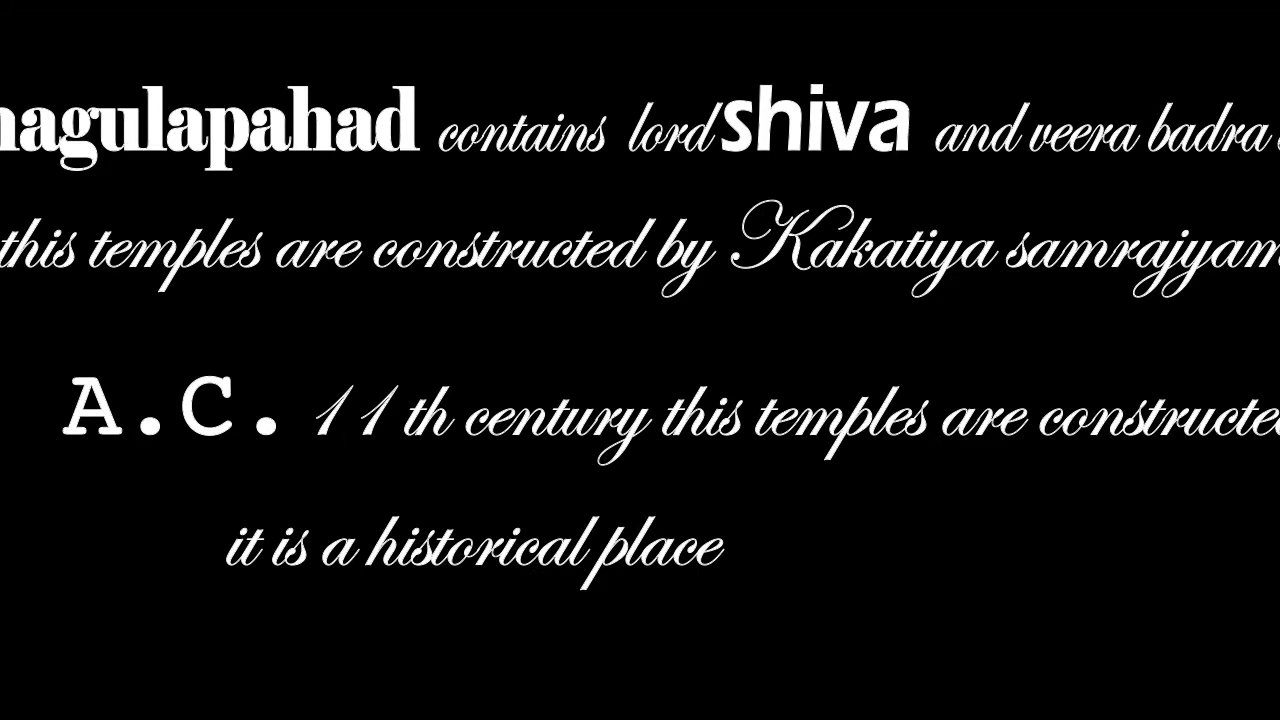 nagulapahad contains lord shiva and veera badra
this temples are constructed by Kakatiya samrajyam
A.C. 11 th century this temples are constructed
it is a historical place